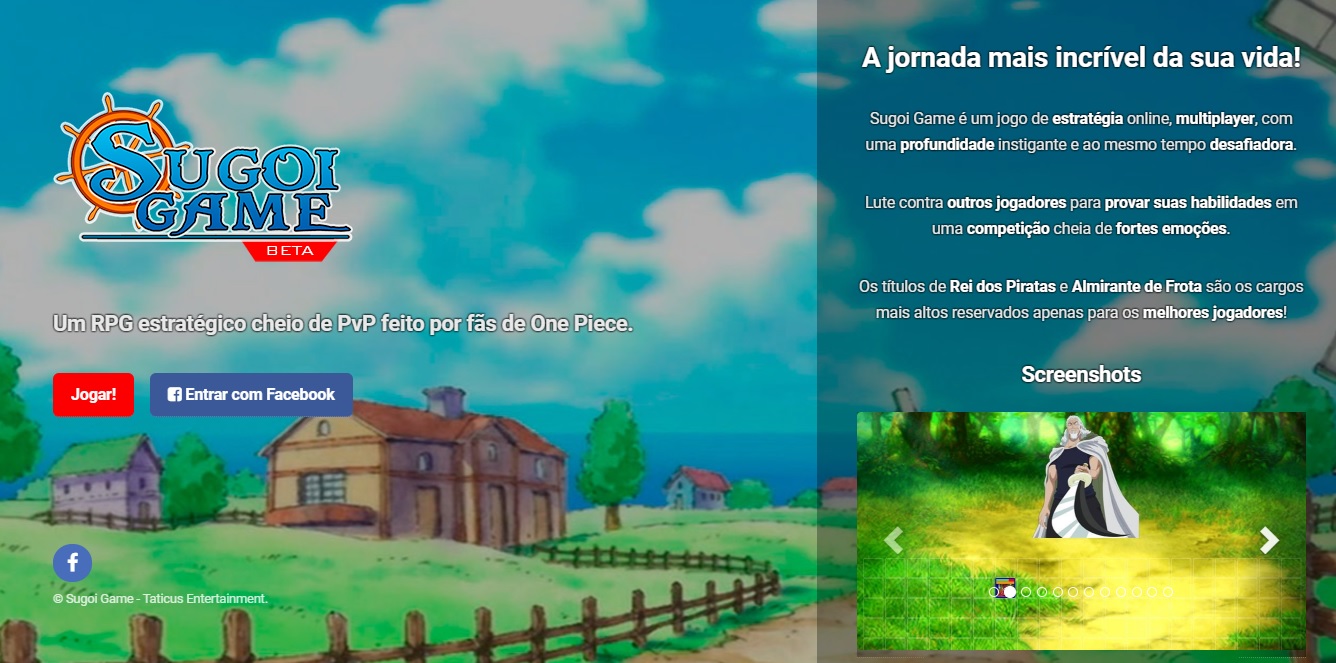 SUGOI
GAME
BETA
Um RPG estratégico cheio de PvP feito por fãs de One Piece.
Jogar!
Entrar com Facebook
© Sugoi Game - Taticus Entertainment.
A jornada mais incrível da sua vida!
Sugoi Game é um jogo de estratégia online, multiplayer, com
uma profundidade instigante e ao mesmo tempo desafiadora.
Lute contra outros jogadores para provar suas habilidades em
uma competição cheia de fortes emoções.
Os títulos de Rei dos Piratas e Almirante de Frota são os cargos
mais altos reservados apenas para os melhores jogadores!
Screenshots